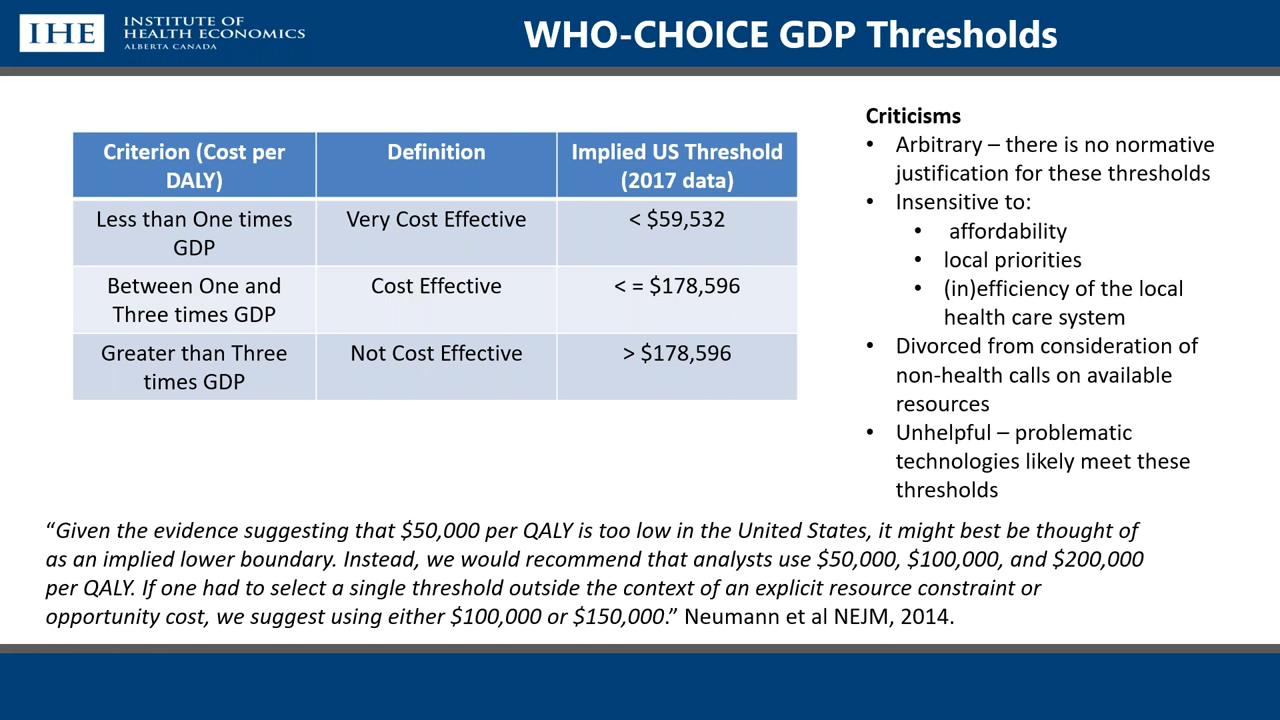 IHE
INSTITUTE OF
HEALTH ECONOMICS
ALBERTA CANADA
WHO-CHOICE GDP Thresholds
Criterion (Cost per
DALY)
Definition
Implied US Threshold
(2017 data)
Less than One times
GDP
Very Cost Effective
< $59,532
Between One and
Three times GDP
Cost Effective
< = $178,596
Greater than Three
times GDP
Not Cost Effective
> $178,596
Criticisms
• Arbitrary – there is no normative
justification for these thresholds
• Insensitive to:
• affordability
• local priorities
• (in)efficiency of the local
health care system
• Divorced from consideration of
non-health calls on available
resources
• Unhelpful – problematic
technologies likely meet these
thresholds
“Given the evidence suggesting that $50,000 per QALY is too low in the United States, it might best be thought of
as an implied lower boundary. Instead, we would recommend that analysts use $50,000, $100,000, and $200,000
per QALY. If one had to select a single threshold outside the context of an explicit resource constraint or
opportunity cost, we suggest using either $100,000 or $150,000.” Neumann et al NEJM, 2014.